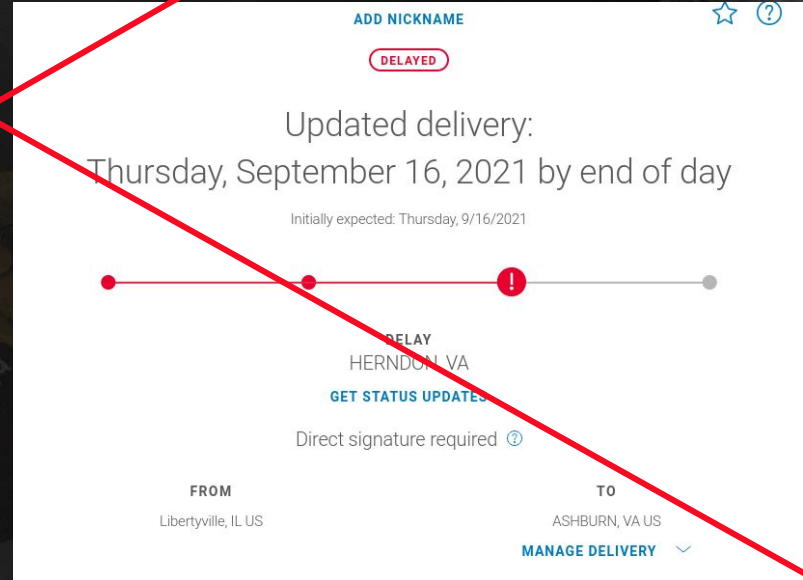 ADD NICKNAME
DELAYED
Updated delivery:
Thursday, September 16, 2021 by end of day
Initially expected: Thursday, 9/16/2021
DELAY
HERNDON, VA
GET STATUS UPDATES
Direct signature required
FROM
TO
Libertyville, IL US
ASHBURN, VA US
MANAGE DELIVERY